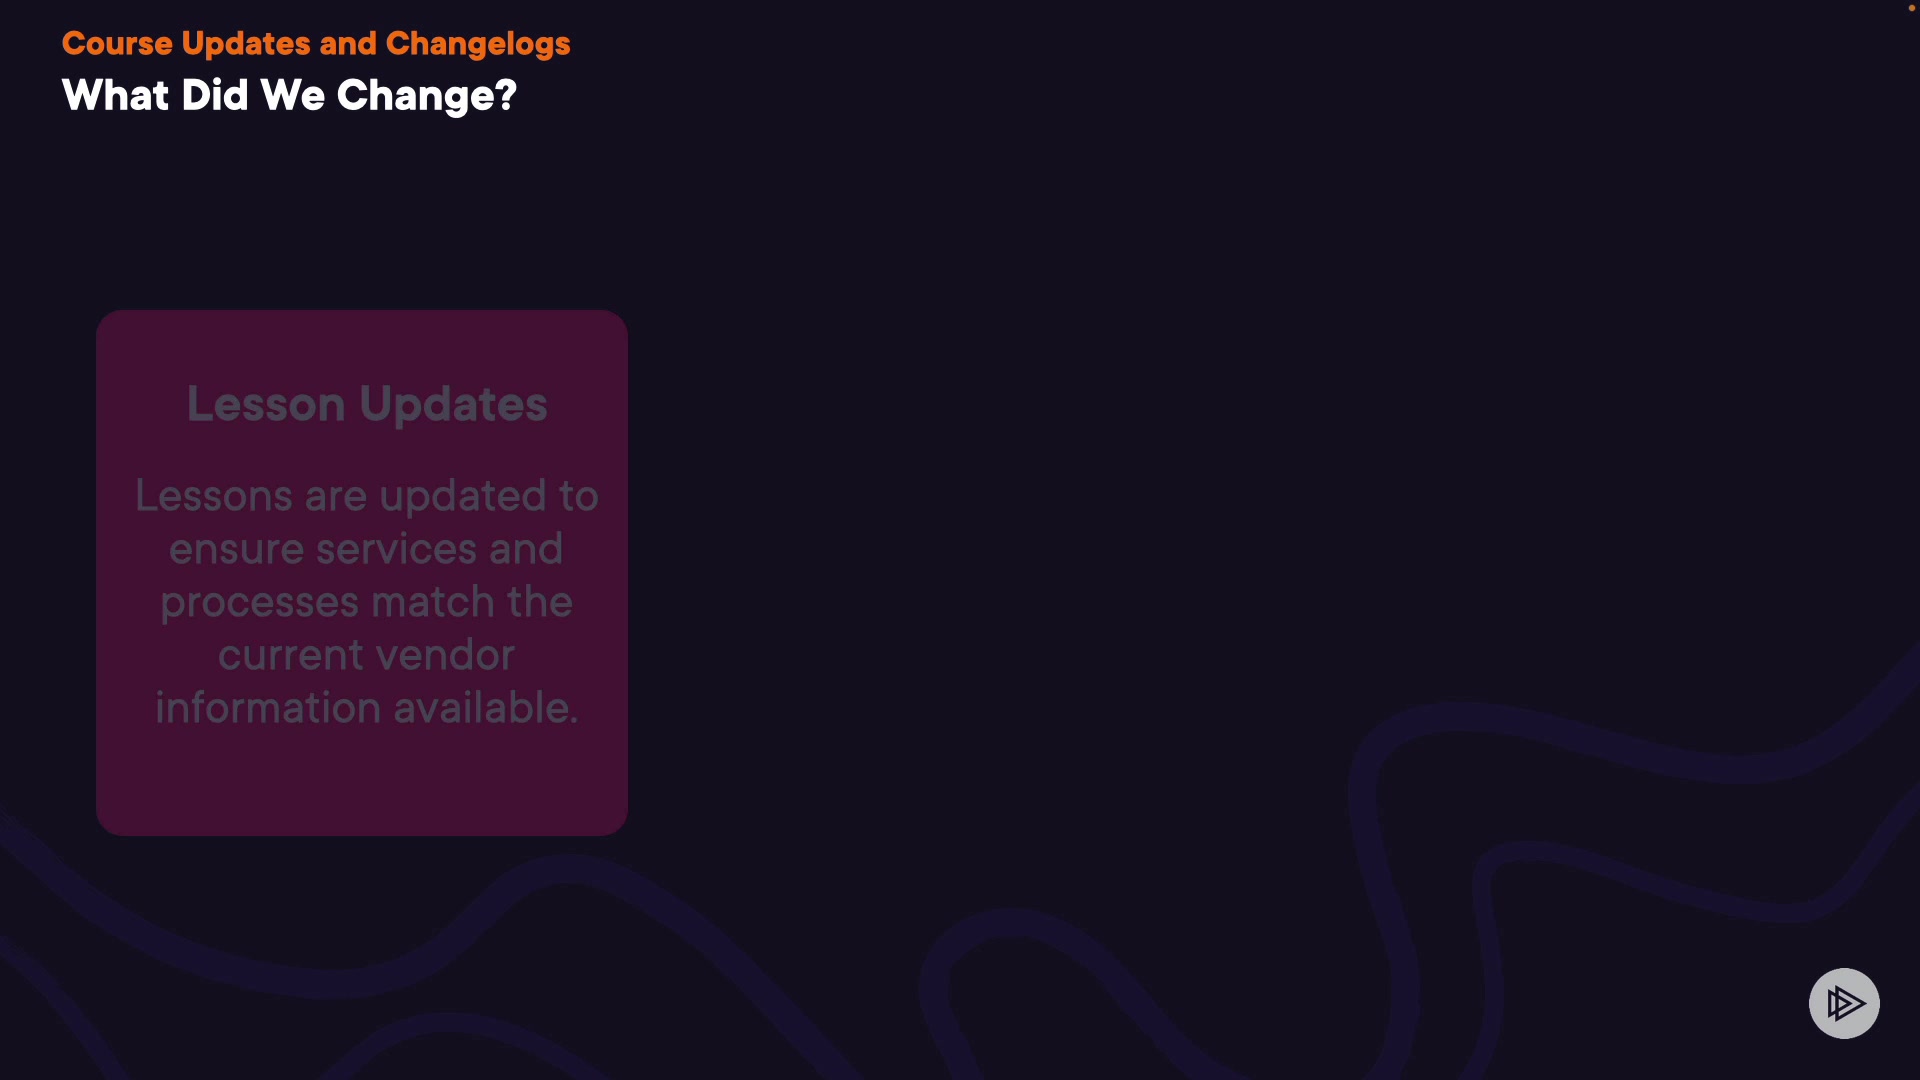 Course Updates and Changelogs
What Did We Change?
Lesson Updates
Lessons are updated to
ensure services and
processes match the
current vendor
information available.